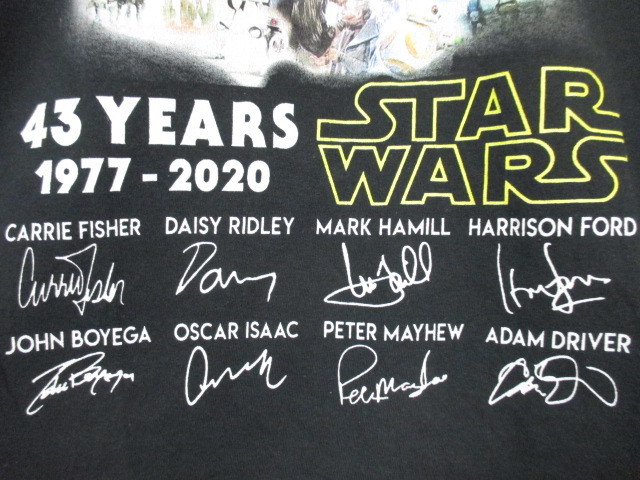 43 YEARS
1977 - 2020
STAR
WARS
CARRIE FISHER DAISY RIDLEY MARK HAMILL HARRISON FORD
JOHN BOYEGA OSCAR ISAAC PETER MAYHEW ADAM DRIVER